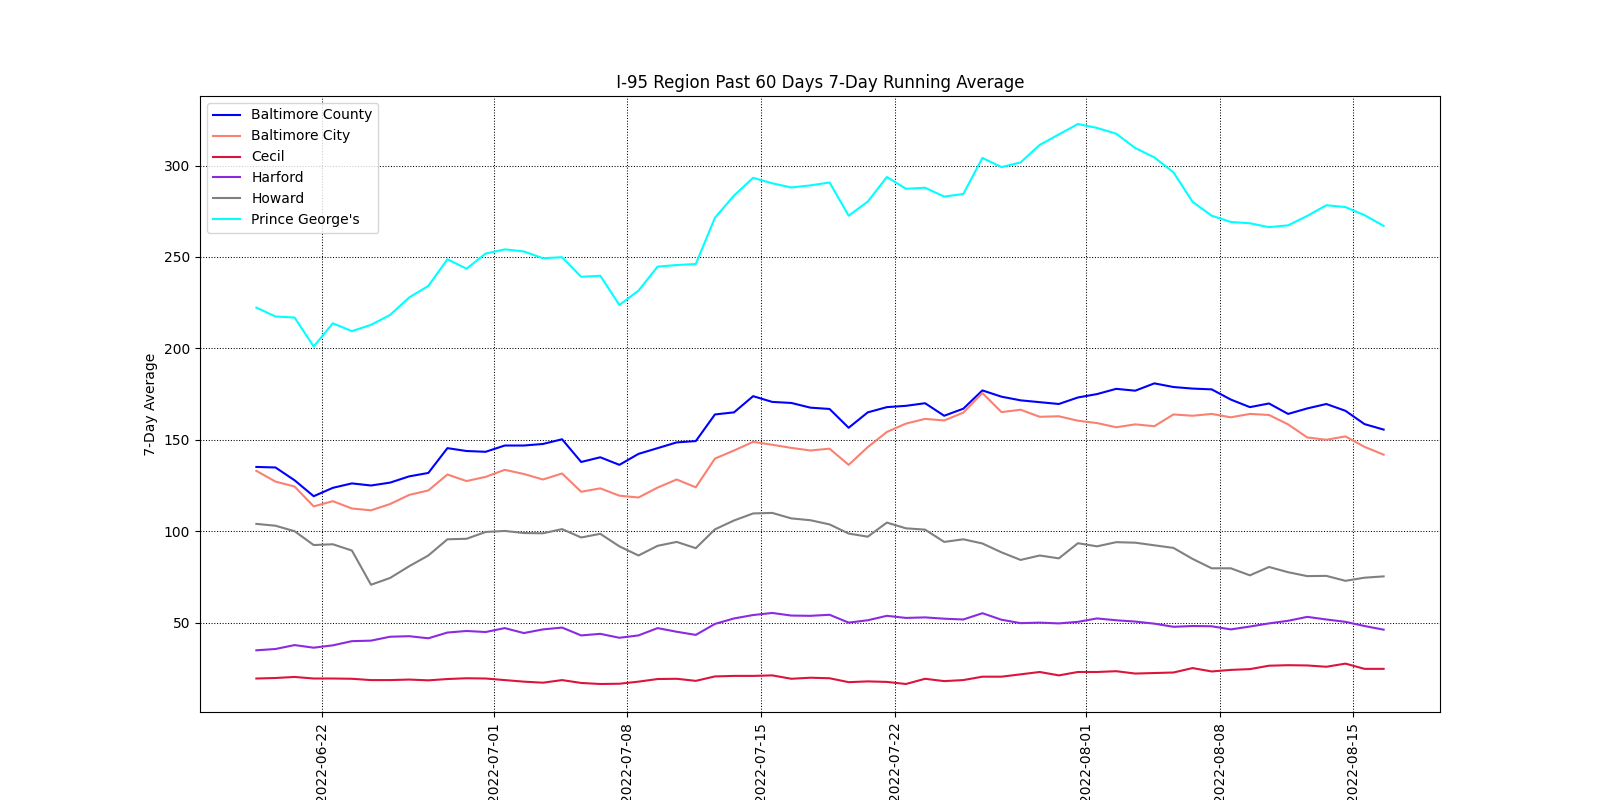 I-95 Region Past 60 Days 7-Day Running Average
Baltimore County
Baltimore City
Cecil
Harford
Howard
Prince George's
7-Day Average
300
250
200
150
100
50
2022-06-22
2022-07-01
2022-07-08
2022-07-15
2022-07-22
2022-08-01
2022-08-08
2022-08-15